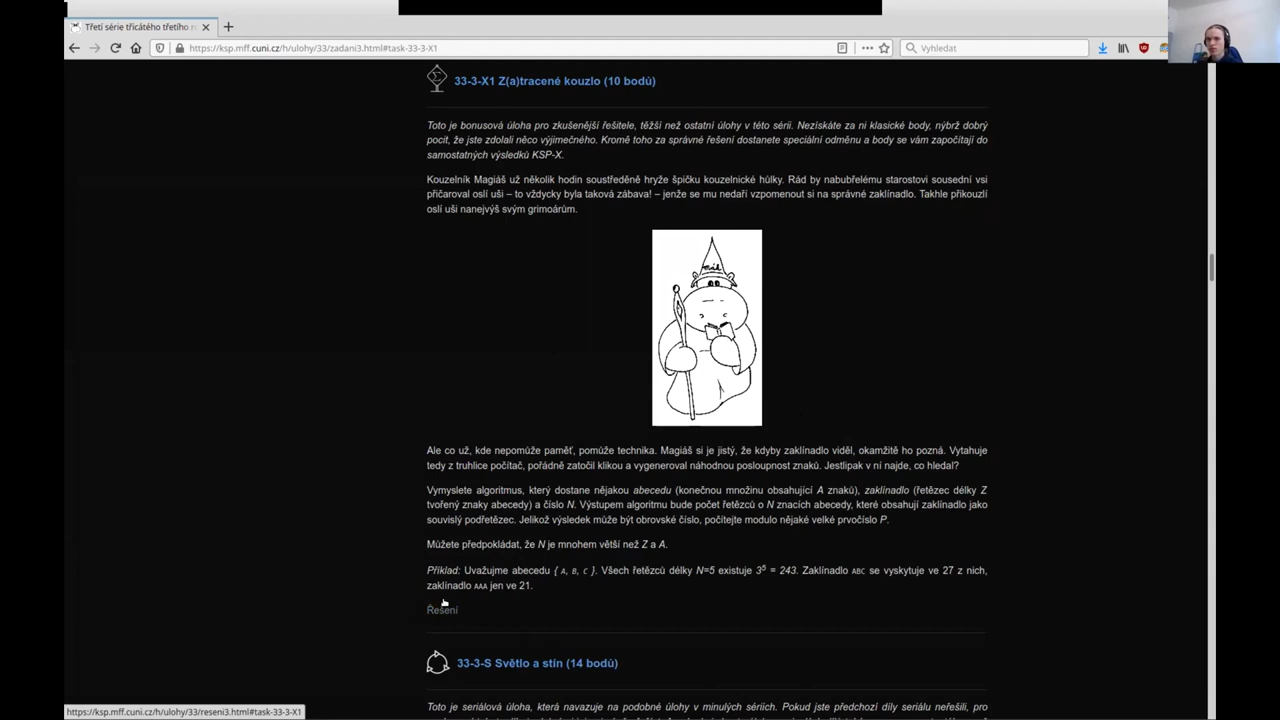 Třetí série třicátého třetího r
https://ksp.mff.cuni.cz/h/ulohy/33/zadani3.html#task-33-3-X1
Vyhledat
33-3-X1 Z(a)tracené kouzlo (10 bodů)
Toto je bonusová úloha pro zkušenější řešitele, těžší než ostatní úlohy v této sérii. Nezískáte za ni klasické body, nýbrž dobrý
pocit, že jste zdolali něco výjimečného. Kromě toho za správné řešení dostanete speciální odměnu a body se vám započítají do
samostatných výsledků KSP-X.
Kouzelník Magiáš už několik hodin soustředěně hryže špičku kouzelnické hůlky. Rád by nabubřelému starostovi sousední vsi
přičaroval oslí uši – to vždycky byla taková zábava! – jenže se mu nedaří vzpomenout si na správné zaklínadlo. Takhle přikouzlí
oslí uši nanejvýš svým grimoárům.
Ale co už, kde nepomůže paměť, pomůže technika. Magiáš si je jistý, že kdyby zaklínadlo viděl, okamžitě ho pozná. Vytahuje
tedy z truhlice počítač, pořádně zatočil klikou a vygeneroval náhodnou posloupnost znaků. Jestlipak v ní najde, co hledal?
Vymyslete algoritmus, který dostane nějakou abecedu (konečnou množinu obsahující A znaků), zaklínadlo (řetězec délky Z
tvořený znaky abecedy) a číslo N. Výstupem algoritmu bude počet řetězců o N znacích abecedy, které obsahují zaklínadlo jako
souvislý podřetězec. Jelikož výsledek může být obrovské číslo, počítejte modulo nějaké velké prvočíslo P.
Můžete předpokládat, že N je mnohem větší než Z a A.
Příklad: Uvažujme abecedu { A, B, C }. Všech řetězců délky N=5 existuje 3⁵ = 243. Zaklínadlo ABC se vyskytuje ve 27 z nich,
zaklínadlo AAA jen ve 21.
Řešení
33-3-S Světlo a stín (14 bodů)
Toto je seriálová úloha, která navazuje na podobné úlohy v minulých sériích. Pokud jste předchozí díly seriálu neřešili,
https://ksp.mff.cuni.cz/h/ulohy/33/reseni3.html#task-33-3-X1